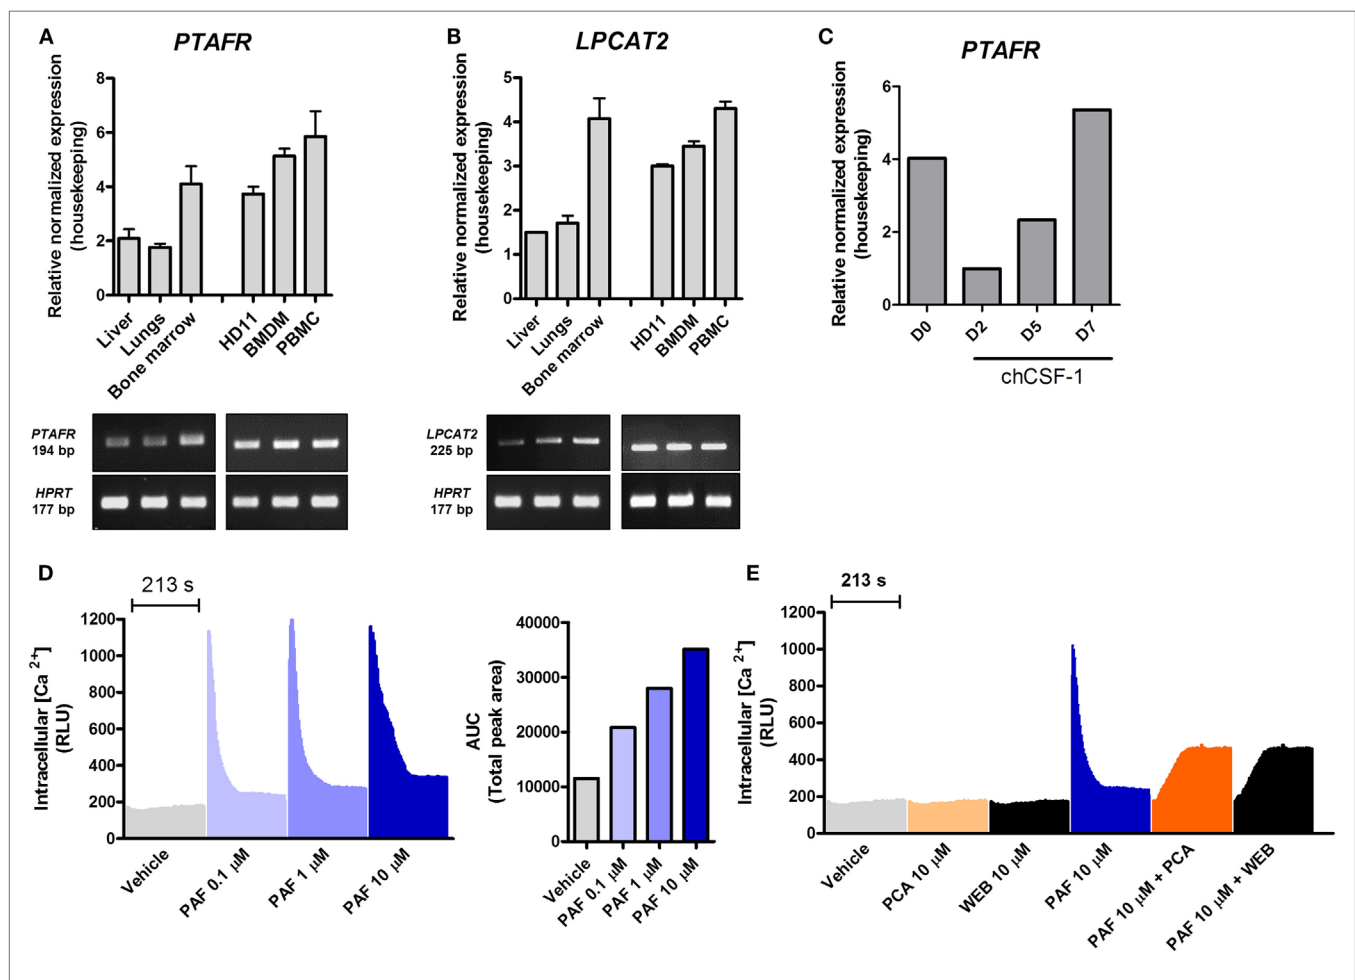 A
PTAFR
Relative normalized expression
(housekeeping)
8
6
4
2
0
Liver
Lungs
Bone marrow
HD11
BMDM
PBMC
PTAFR
194 bp
HPRT
177 bp
B
LPCAT2
Relative normalized expression
(housekeeping)
5
4
3
2
1
0
Liver
Lungs
Bone marrow
HD11
BMDM
PBMC
LPCAT2
225 bp
HPRT
177 bp
C
PTAFR
Relative normalized expression
(housekeeping)
6
4
2
0
D0
D2
D5
D7
chCSF-1
D
213 s
Intracellular [Ca 2+]
(RLU)
1200
1000
800
600
400
200
0
Vehicle
PAF 0.1 μM
PAF 1 μM
PAF 10 μM
AUC
(Total peak area)
40000
30000
20000
10000
0
Vehicle
PAF 0.1 μM
PAF 1 μM
PAF 10 μM
E
213 s
Intracellular [Ca 2+]
(RLU)
1200
1000
800
600
400
200
0
Vehicle
PCA 10 μM
WEB 10 μM
PAF 10 μM
PAF 10 μM + PCA
PAF 10 μM + WEB